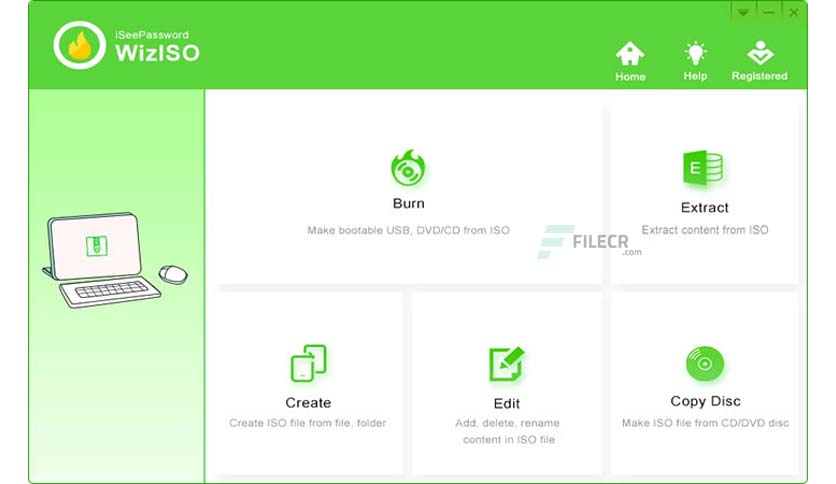 iSeePassword
WizISO
Home
Help
Registered
Burn
Make bootable USB, DVD/CD from ISO
E
Extract
Extract content from ISO
FILECR
.com
Create
Create ISO file from file, folder
Edit
Add, delete, rename
content in ISO file
Copy Disc
Make ISO file from CD/DVD disc